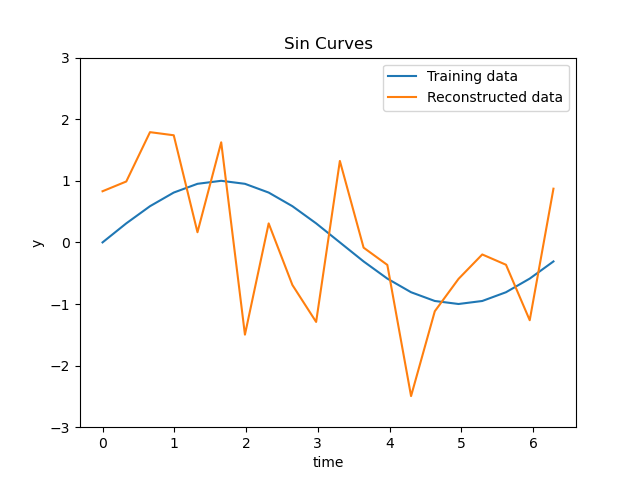 Sin Curves
Training data
Reconstructed data
3
2
1
0
−1
−2
−3
y
0 1 2 3 4 5 6
time